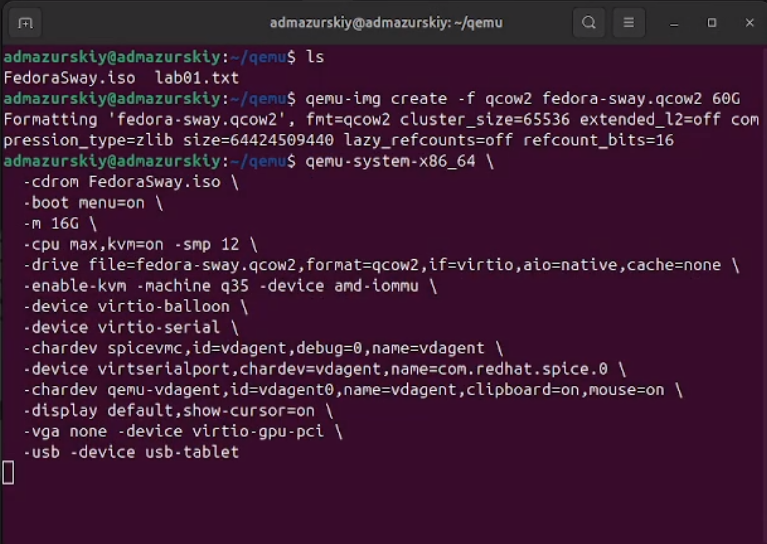 admazurskiy@admazurskiy: ~/qemu
admazurskiy@admazurskiy:~/qemu$ ls
FedoraSway.iso  lab01.txt
admazurskiy@admazurskiy:~/qemu$ qemu-img create -f qcow2 fedora-sway.qcow2 60G
Formatting 'fedora-sway.qcow2', fmt=qcow2 cluster_size=65536 extended_l2=off com
pression_type=zlib size=64424509440 lazy_refcounts=off refcount_bits=16
admazurskiy@admazurskiy:~/qemu$ qemu-system-x86_64 \
  -cdrom FedoraSway.iso \
  -boot menu=on \
  -m 16G \
  -cpu max,kvm=on -smp 12 \
  -drive file=fedora-sway.qcow2,format=qcow2,if=virtio,aio=native,cache=none \
  -enable-kvm -machine q35 -device amd-iommu \
  -device virtio-balloon \
  -device virtio-serial \
  -chardev spicevmc,id=vdagent,debug=0,name=vdagent \
  -device virtserialport,chardev=vdagent,name=com.redhat.spice.0 \
  -chardev qemu-vdagent,id=vdagent0,name=vdagent,clipboard=on,mouse=on \
  -display default,show-cursor=on \
  -vga none -device virtio-gpu-pci \
  -usb -device usb-tablet